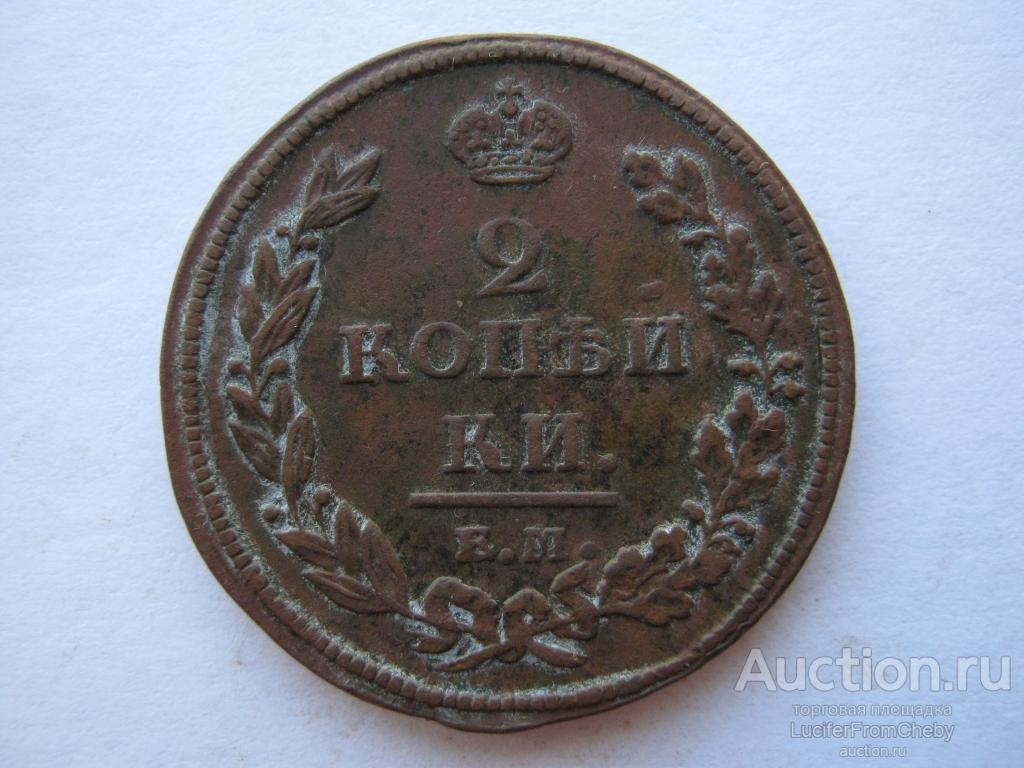 2
КОПѢЙ
КИ.
Е.М.
Auction.ru
торговая площадка
LuciferFromCheby
auction.ru